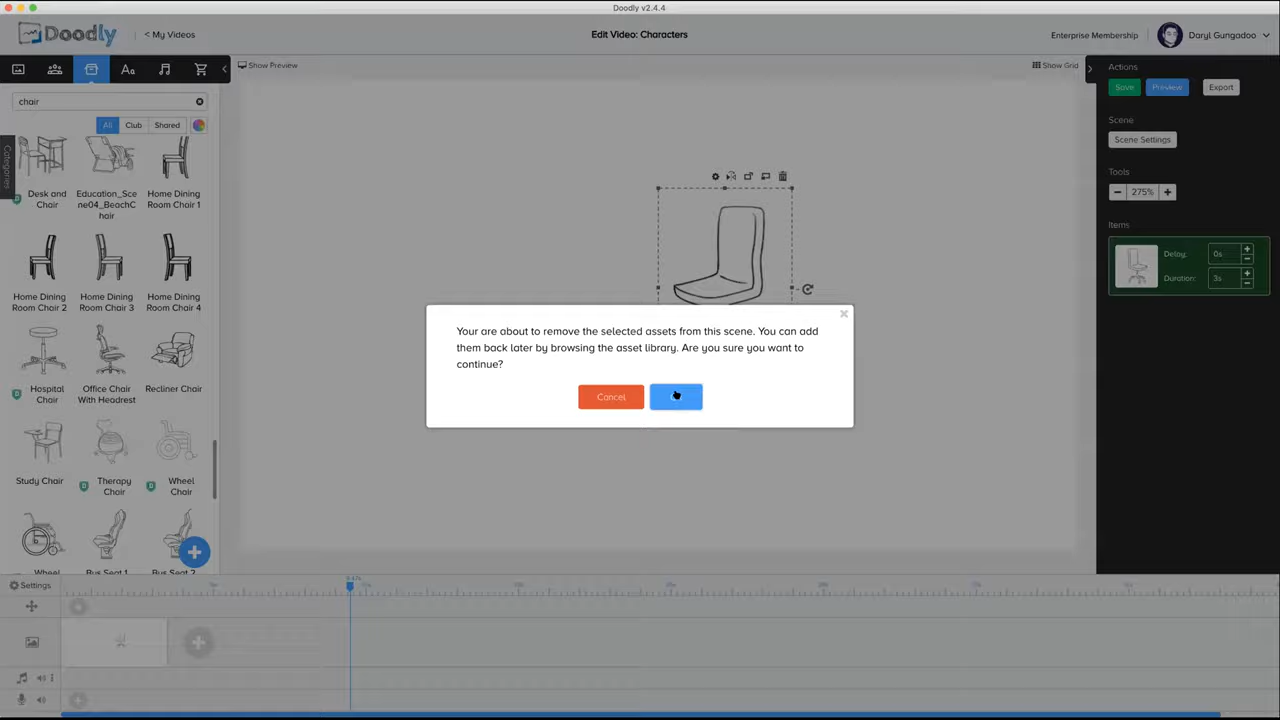 Doodly v2.4.4
Doodly
< My Videos
Edit Video: Characters
Enterprise Membership
Daryl Gungadoo
Show Preview
Show Grid
Actions
Save
Preview
Export
chair
All
Club
Shared
Categories
Scene
Scene Settings
Tools
275%
Items
Delay:
0s
Duration:
3s
Desk and Chair
Education_Scene04_BeachChair
Home Dining Room Chair 1
Home Dining Room Chair 2
Home Dining Room Chair 3
Home Dining Room Chair 4
Hospital Chair
Office Chair With Headrest
Recliner Chair
Study Chair
Therapy Chair
Wheel Chair
Wheel
Bus Seat 1
Bus Seat 2
Your are about to remove the selected assets from this scene. You can add
them back later by browsing the asset library. Are you sure you want to
continue?
Cancel
Settings